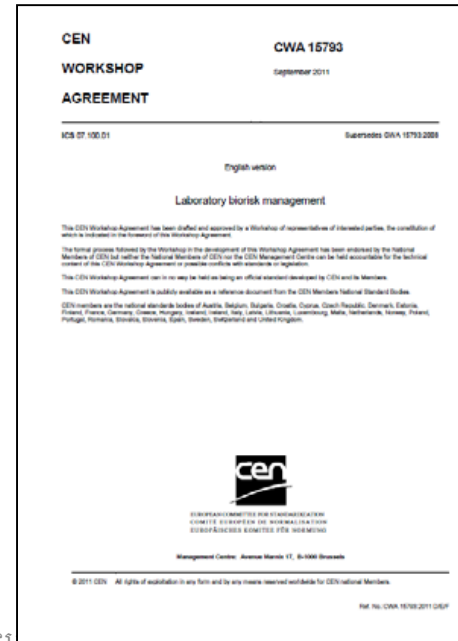 CEN
WORKSHOP
AGREEMENT
CWA 15793
September 2011
ICS 07.100.01
Supersedes CWA 15793:2008
English version
Laboratory biorisk management
This CEN Workshop Agreement has been drafted and approved by a Workshop of representatives of interested parties, the constitution of
which is indicated in the foreword of this Workshop Agreement.
The formal process followed by the Workshop in the development of this Workshop Agreement has been endorsed by the National
Members of CEN but neither the National Members of CEN nor the CEN Management Centre can be held accountable for the technical
content of this CEN Workshop Agreement or possible conflicts with standards or legislation.
This CEN Workshop Agreement can in no way be held as being an official standard developed by CEN and its Members.
This CEN Workshop Agreement is publicly available as a reference document from the CEN Members National Standard Bodies.
CEN members are the national standards bodies of Austria, Belgium, Bulgaria, Croatia, Cyprus, Czech Republic, Denmark, Estonia,
Finland, France, Germany, Greece, Hungary, Iceland, Ireland, Italy, Latvia, Lithuania, Luxembourg, Malta, Netherlands, Norway, Poland,
Portugal, Romania, Slovakia, Slovenia, Spain, Sweden, Switzerland and United Kingdom.
cen
EUROPEAN COMMITTEE FOR STANDARDIZATION
COMITÉ EUROPÉEN DE NORMALISATION
EUROPÄISCHES KOMITEE FÜR NORMUNG
Management Centre: Avenue Marnix 17, B-1000 Brussels
© 2011 CEN All rights of exploitation in any form and by any means reserved worldwide for CEN national Members.
Ref. No.:CWA 15793:2011 D/E/F